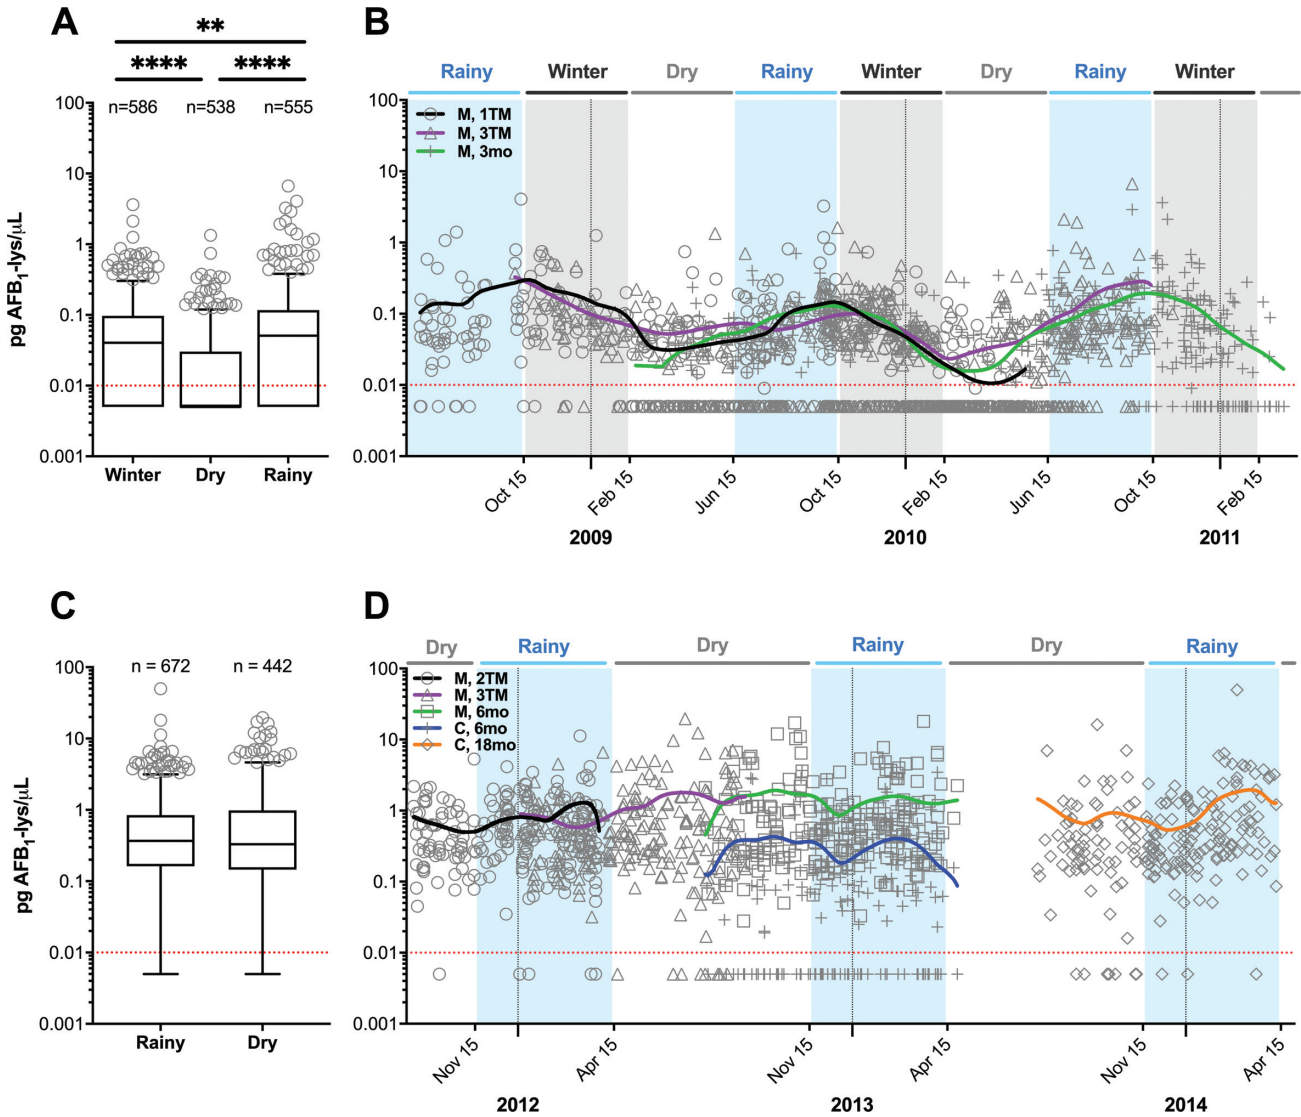 A
B
**
****
****
n=586
n=538
n=555
100
10
1
0.1
0.01
0.001
pg AFB1-lys/μL
Winter
Dry
Rainy
Rainy
Winter
Dry
Rainy
Winter
Dry
Rainy
Winter
100
10
1
0.1
0.01
0.001
M, 1TM
M, 3TM
M, 3mo
Oct 15
Feb 15
Jun 15
Oct 15
Feb 15
Jun 15
Oct 15
Feb 15
2009
2010
2011
C
D
n = 672
n = 442
100
10
1
0.1
0.01
0.001
pg AFB1-lys/μL
Rainy
Dry
Dry
Rainy
Dry
Rainy
Dry
Rainy
100
10
1
0.1
0.01
0.001
M, 2TM
M, 3TM
M, 6mo
C, 6mo
C, 18mo
Nov 15
Apr 15
Nov 15
Apr 15
Nov 15
Apr 15
2012
2013
2014